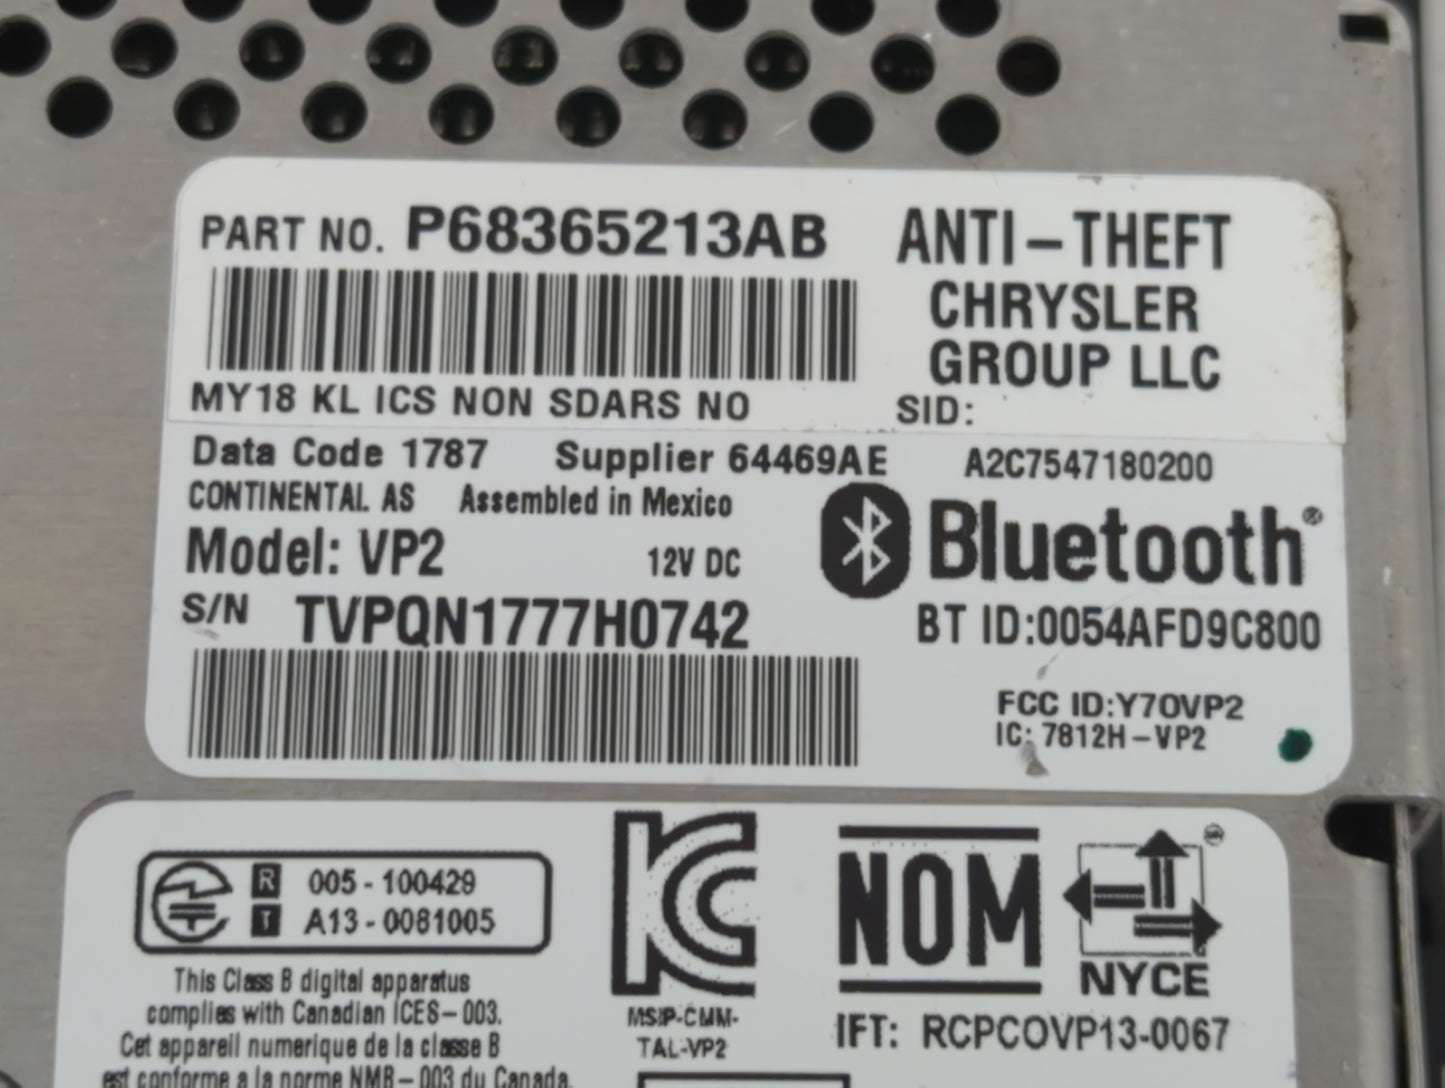 PART NO. P68365213AB
ANTI-THEFT
CHRYSLER
GROUP LLC
MY18 KL ICS NON SDARS NO
SID:
Data Code 1787 Supplier 64469AE A2C7547180200
CONTINENTAL AS Assembled in Mexico
Model: VP2 12V DC
Bluetooth®
S/N TVPQN1777H0742
BT ID:0054AFD9C800
FCC ID:Y7OVP2
IC: 7812H-VP2
R 005-100429
T A13-0081005
This Class B digital apparatus
complies with Canadian ICES-003.
Cet appareil numerique de la classe B
est conforme a la norme NMB-003 du Canada.
KC
MSIP-CMM-
TAL-VP2
NOM
NYCE
IFT: RCPCOVP13-0067